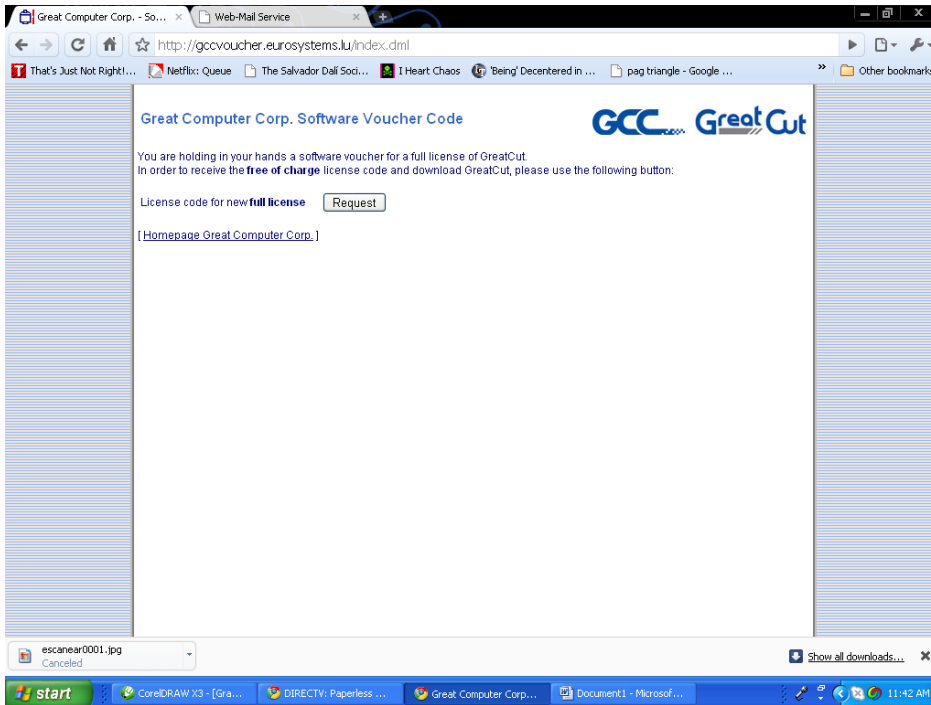 Great Computer Corp. - So...
Web-Mail Service
http://gccvoucher.eurosystems.lu/index.dml
That's Just Not Right!...
Netflix: Queue
The Salvador Dalí Soci...
I Heart Chaos
'Being' Decentered in ...
pag triangle - Google ...
»
Other bookmarks
Great Computer Corp. Software Voucher Code
GCC
GreatCut
You are holding in your hands a software voucher for a full license of GreatCut.
In order to receive the free of charge license code and download GreatCut, please use the following button:
License code for new full license
Request
[ Homepage Great Computer Corp. ]
escanear0001.jpg
Canceled
Show all downloads...
start
CorelDRAW X3 - [Gra...
DIRECTV: Paperless ...
Great Computer Corp...
Document1 - Microsof...
11:42 AM